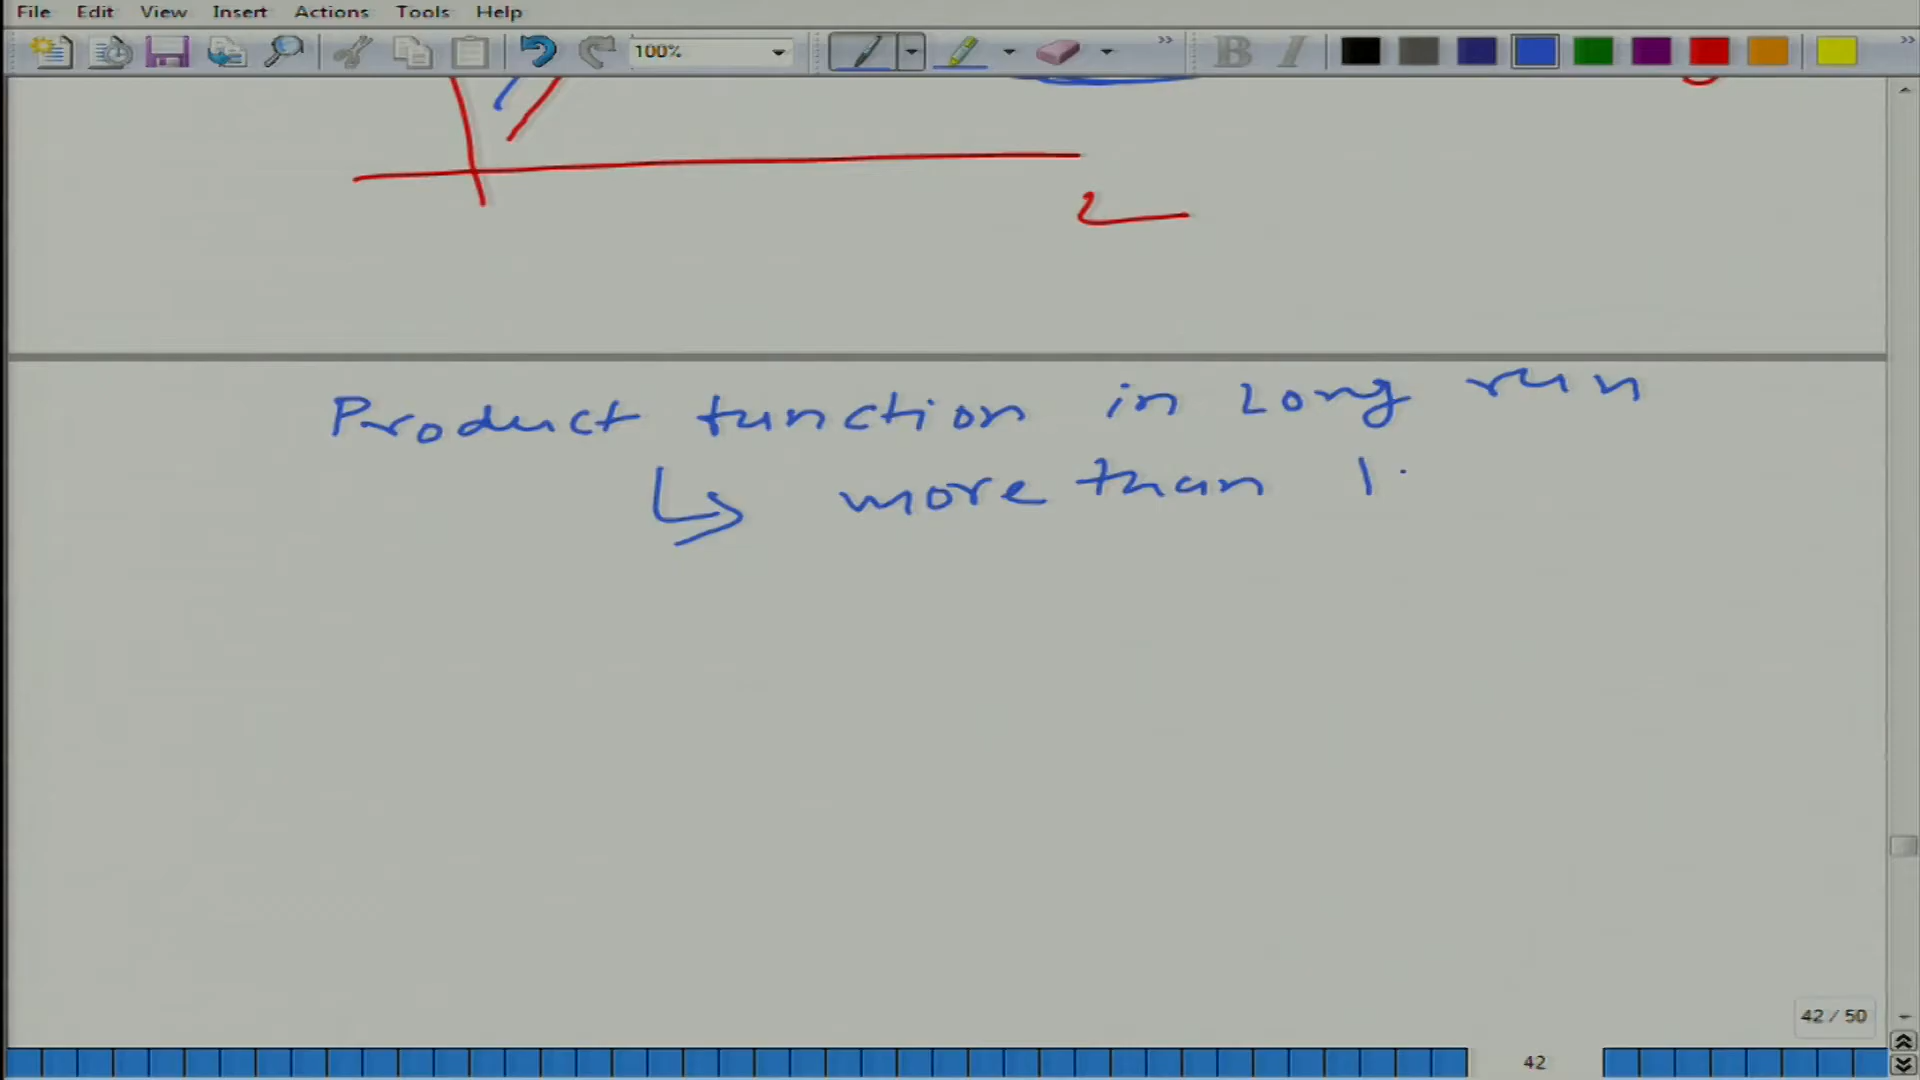 File Edit View Insert Actions Tools Help
100%
B I
L
Product function in Long run
more than 1.
42 / 50
42